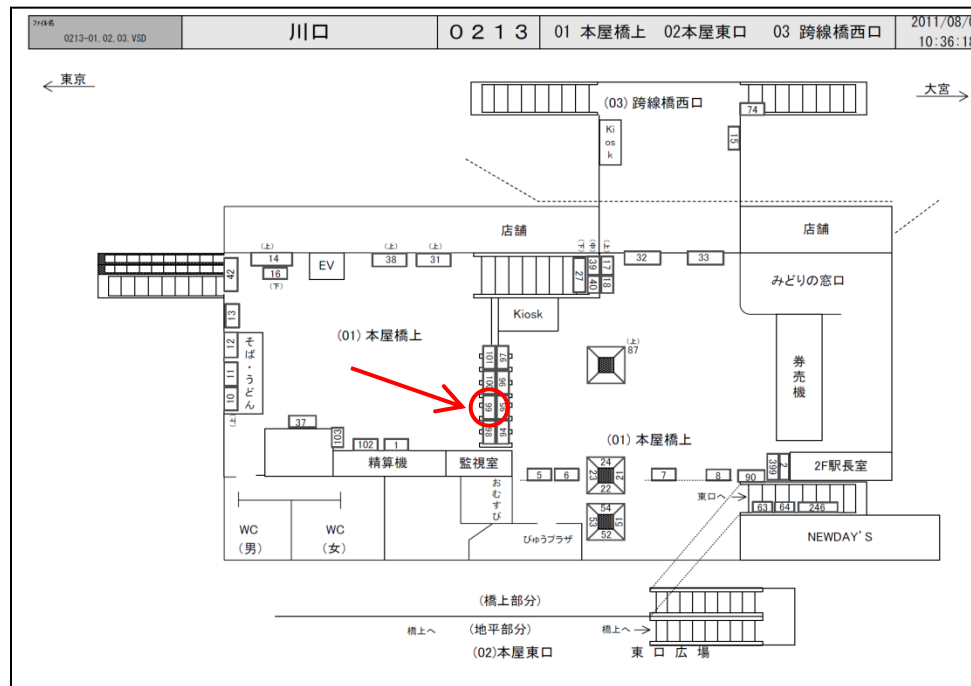 ファイル名
0213-01, 02, 03. VSD
川口
0213
01 本屋橋上 02本屋東口 03 跨線橋西口
2011/08/0
10:36:18
東京
大宮
(03) 跨線橋西口
74
Ki
os
k
15
店舗
店舗
(上)
(上)
(上)
(下)
(中)
(上)
14
EV
38
31
42
16
(下)
27
39
17
40
18
32
33
みどりの窓口
13
Kiosk
(01) 本屋橋上
(上)
87
12
そば・うどん
101
97
11
100
96
券売機
10
(上)
99
95
37
103
98
94
(01) 本屋橋上
102
1
精算機
監視室
24
23
21
22
5
6
7
8
90
399
2
2F駅長室
おむすび
東口へ
63
64
246
54
53
51
52
WC
(男)
WC
(女)
びゅうプラザ
NEWDAY'S
(橋上部分)
橋上へ
(地平部分)
橋上へ
(02)本屋東口
東口広場